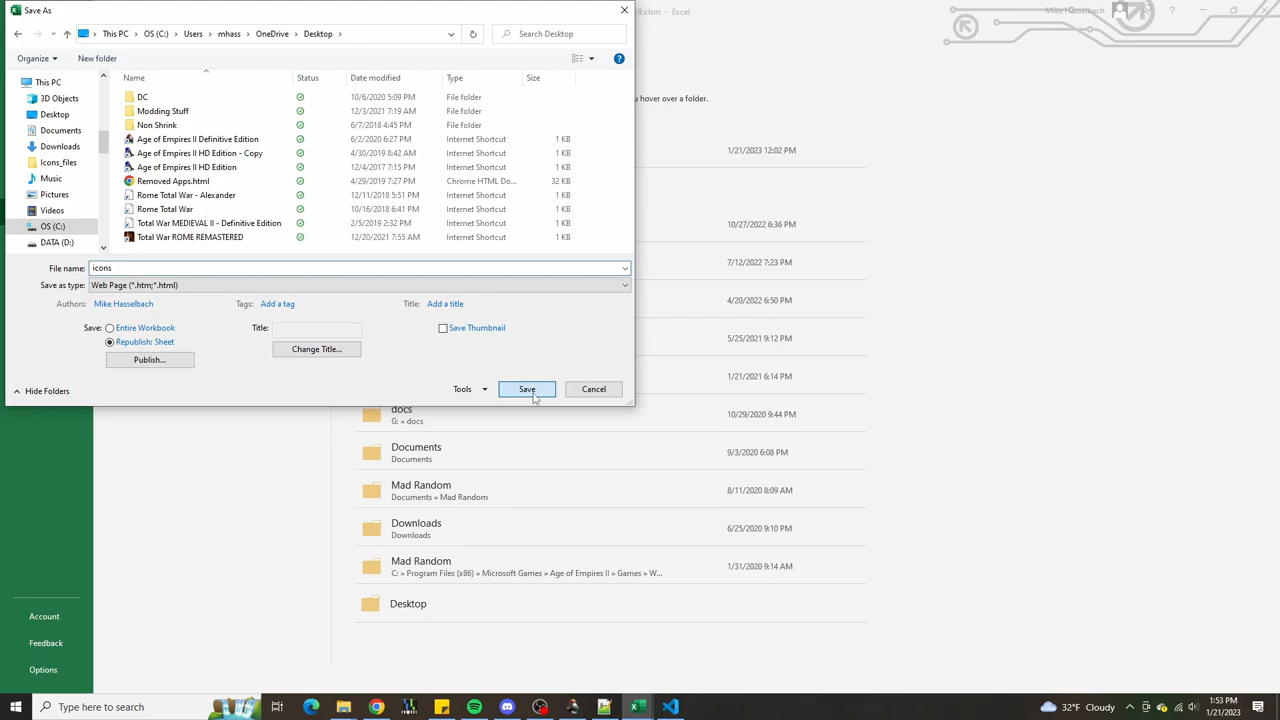 Save As
xlsm - Excel
Mike Hasselbach
This PC > OS (C:) > Users > mhass > OneDrive > Desktop >
Search Desktop
Organize
New folder
you hover over a folder.
Name Status Date modified Type Size
This PC
3D Objects
Desktop
Documents
Downloads
Icons_files
Music
Pictures
Videos
OS (C:)
DATA (D:)
DC 10/6/2020 5:09 PM File folder
Modding Stuff 12/3/2021 7:19 AM File folder
Non Shrink 6/7/2018 4:45 PM File folder
Age of Empires II Definitive Edition 6/2/2020 6:27 PM Internet Shortcut 1 KB
Age of Empires II HD Edition - Copy 4/30/2019 8:42 AM Internet Shortcut 1 KB
Age of Empires II HD Edition 12/4/2017 7:15 PM Internet Shortcut 1 KB
Removed Apps.html 4/29/2019 7:27 PM Chrome HTML Do... 32 KB
Rome Total War - Alexander 12/11/2018 5:51 PM Internet Shortcut 1 KB
Rome Total War 10/16/2018 6:41 PM Internet Shortcut 1 KB
Total War MEDIEVAL II - Definitive Edition 2/5/2019 2:32 PM Internet Shortcut 1 KB
Total War ROME REMASTERED 12/20/2021 7:55 AM Internet Shortcut 1 KB
File name: icons
Save as type: Web Page (*.htm;*.html)
Authors: Mike Hasselbach Tags: Add a tag Title: Add a title
Save: Entire Workbook
Republish: Sheet
Publish...
Title:
Change Title...
Save Thumbnail
Hide Folders
Tools
Save
Cancel
1/21/2023 12:02 PM
10/27/2022 6:36 PM
7/12/2022 7:23 PM
4/20/2022 6:50 PM
5/25/2021 9:12 PM
1/21/2021 6:14 PM
docs 10/29/2020 9:44 PM
G: » docs
Documents 9/3/2020 6:08 PM
Documents
Mad Random 8/11/2020 8:09 AM
Documents » Mad Random
Downloads 6/25/2020 9:10 PM
Downloads
Mad Random 1/31/2020 9:14 AM
C: » Program Files (x86) » Microsoft Games » Age of Empires II » Games » W...
Desktop
Account
Feedback
Options
Type here to search
32°F Cloudy
1:53 PM
1/21/2023